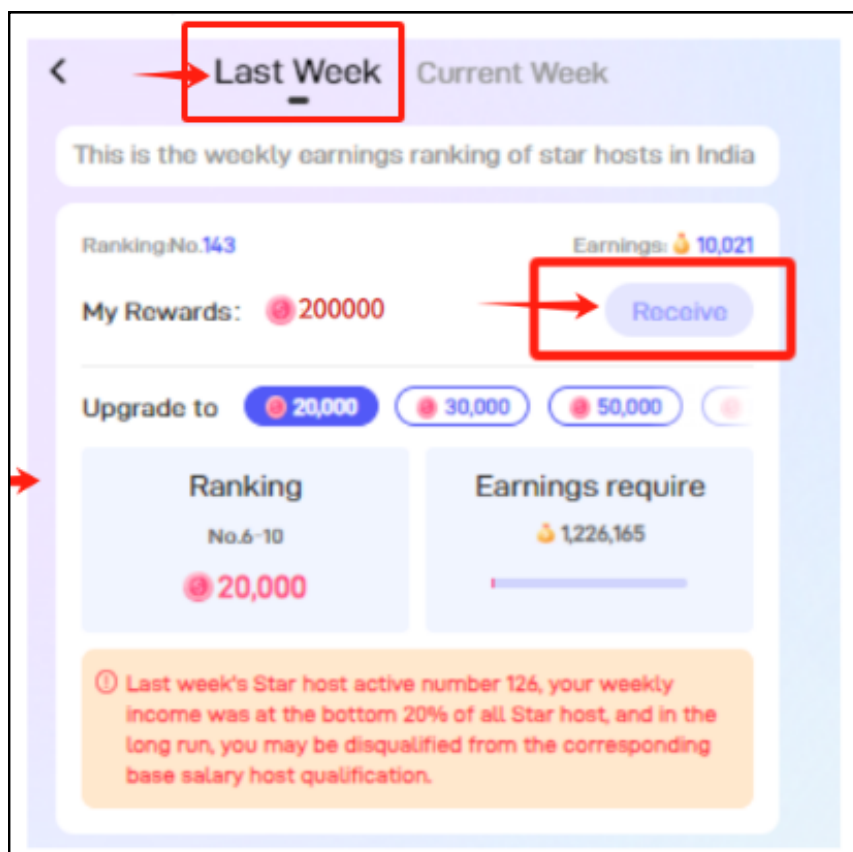 Last Week Current Week
This is the weekly earnings ranking of star hosts in India
Ranking:No.143 Earnings: 10,021
My Rewards: 200000 Receive
Upgrade to 20,000 30,000 50,000
Ranking Earnings require
No.6-10 1,226,165
20,000
Last week's Star host active number 126, your weekly
income was at the bottom 20% of all Star host, and in the
long run, you may be disqualified from the corresponding
base salary host qualification.